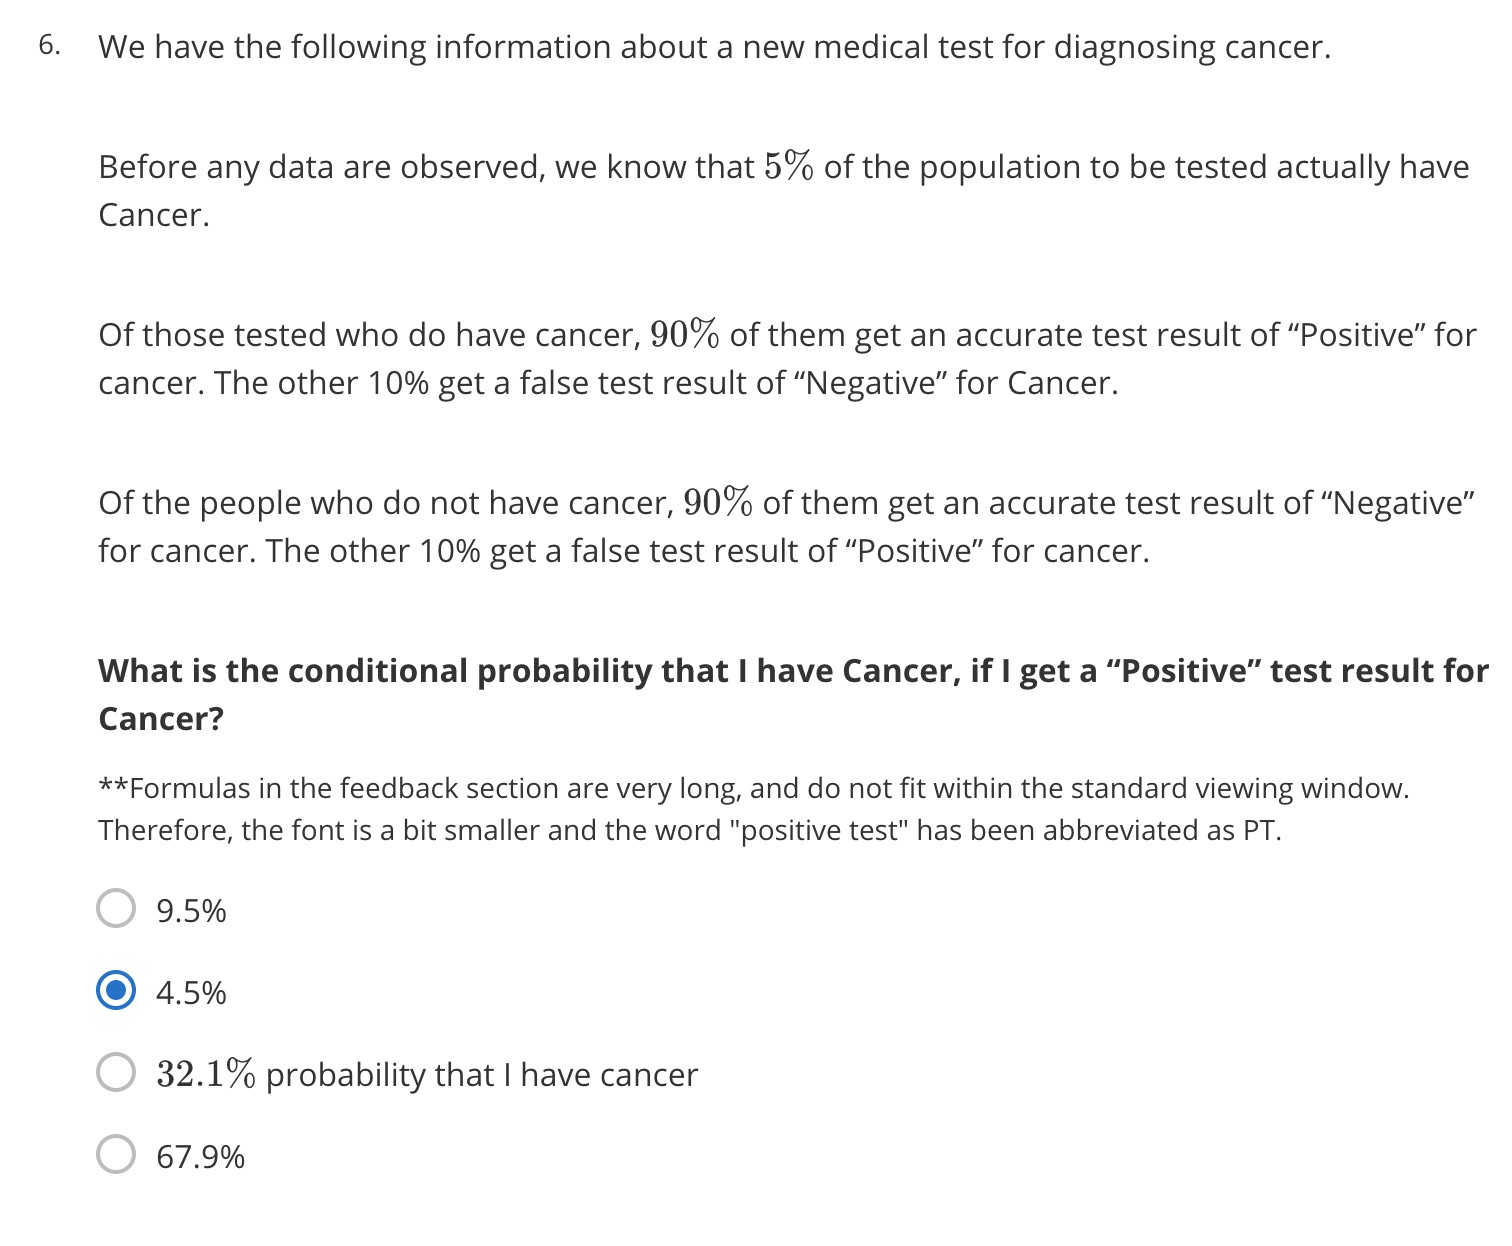 6. We have the following information about a new medical test for diagnosing cancer.
Before any data are observed, we know that 5% of the population to be tested actually have
Cancer.
Of those tested who do have cancer, 90% of them get an accurate test result of “Positive” for
cancer. The other 10% get a false test result of “Negative” for Cancer.
Of the people who do not have cancer, 90% of them get an accurate test result of “Negative”
for cancer. The other 10% get a false test result of “Positive” for cancer.
What is the conditional probability that I have Cancer, if I get a “Positive” test result for
Cancer?
**Formulas in the feedback section are very long, and do not fit within the standard viewing window.
Therefore, the font is a bit smaller and the word "positive test" has been abbreviated as PT.
9.5%
4.5%
32.1% probability that I have cancer
67.9%